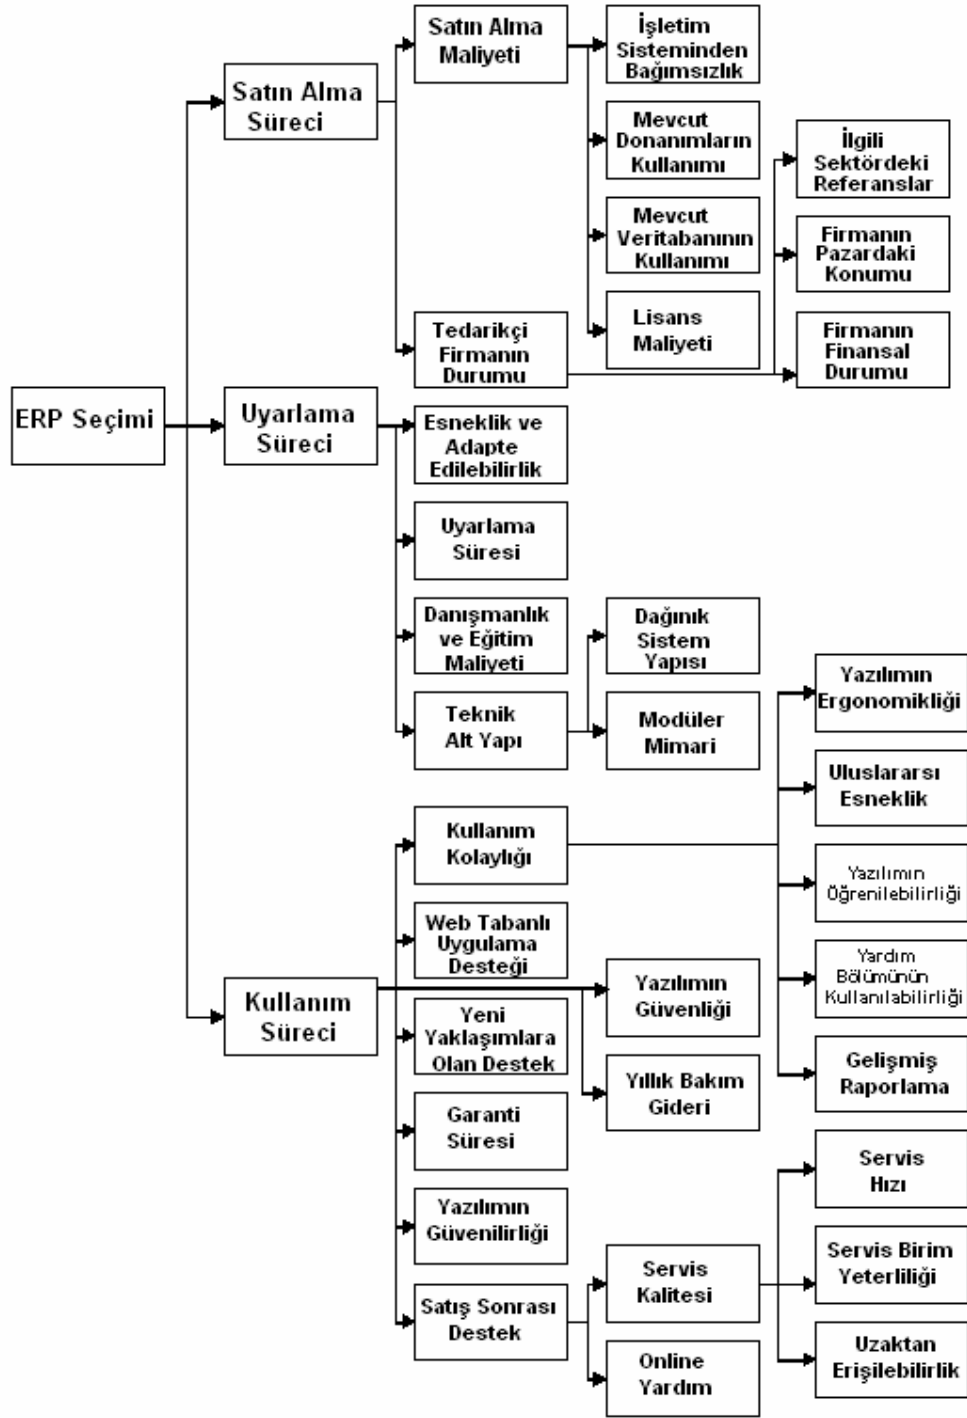 ERP Seçimi
Satın Alma
Süreci
Satın Alma
Maliyeti
İşletim
Sisteminden
Bağımsızlık
Mevcut
Donanımların
Kullanımı
Mevcut
Veritabanının
Kullanımı
Lisans
Maliyeti
Tedarikçi
Firmanın
Durumu
İlgili
Sektördeki
Referanslar
Firmanın
Pazardaki
Konumu
Firmanın
Finansal
Durumu
Uyarlama
Süreci
Esneklik ve
Adapte
Edilebilirlik
Uyarlama
Süresi
Danışmanlık
ve Eğitim
Maliyeti
Teknik
Alt Yapı
Dağınık
Sistem
Yapısı
Modüler
Mimari
Kullanım
Süreci
Kullanım
Kolaylığı
Yazılımın
Ergonomikliği
Uluslararsı
Esneklik
Yazılımın
Öğrenilebilirliği
Yardım
Bölümünün
Kullanılabilirliği
Gelişmiş
Raporlama
Web Tabanlı
Uygulama
Desteği
Yazılımın
Güvenliği
Yeni
Yaklaşımlara
Olan Destek
Yıllık Bakım
Gideri
Garanti
Süresi
Yazılımın
Güvenilirliği
Satış Sonrası
Destek
Servis
Kalitesi
Servis
Hızı
Servis Birim
Yeterliliği
Uzaktan
Erişilebilirlik
Online
Yardım